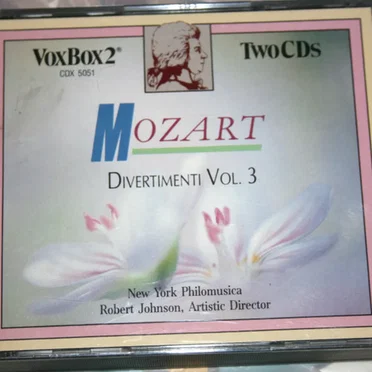 VOXBOX2®
TWOCDS
CDX 5051
MOZART
DIVERTIMENTI VOL. 3
New York Philomusica
Robert Johnson, Artistic Director